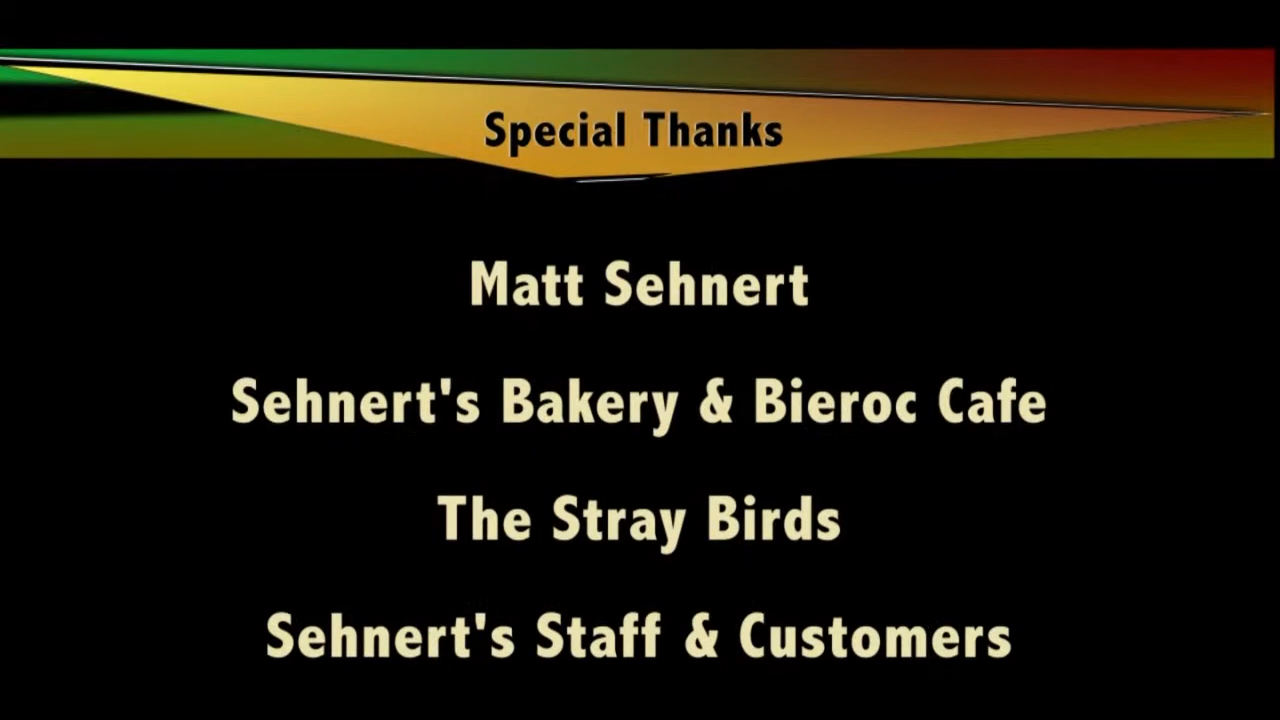 Special Thanks
Matt Sehnert
Sehnert's Bakery & Bieroc Cafe
The Stray Birds
Sehnert's Staff & Customers